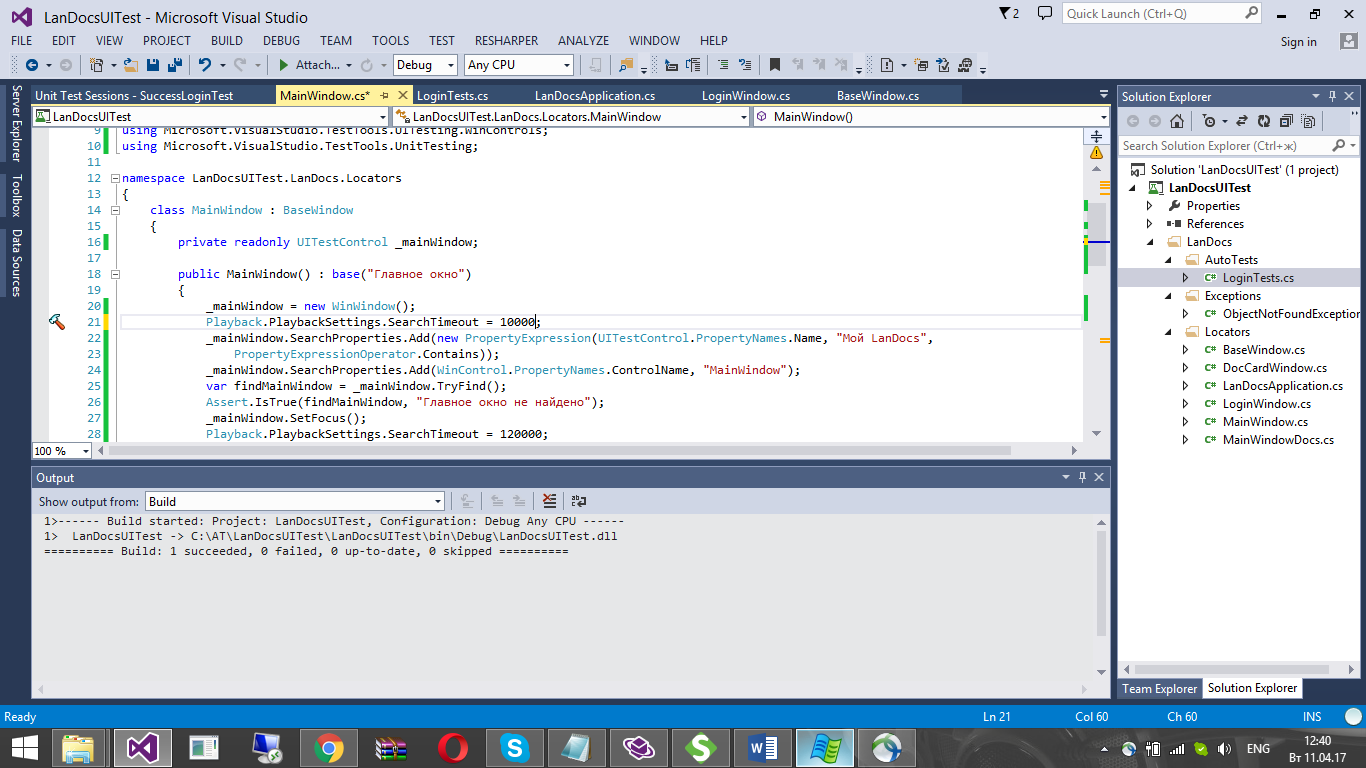 LanDocsUITest - Microsoft Visual Studio
2
Quick Launch (Ctrl+Q)
FILE EDIT VIEW PROJECT BUILD DEBUG TEAM TOOLS TEST RESHARPER ANALYZE WINDOW HELP
Sign in
Attach... Debug Any CPU
Server Explorer
Toolbox
Data Sources
Unit Test Sessions - SuccessLoginTest MainWindow.cs* LoginTests.cs LanDocsApplication.cs LoginWindow.cs BaseWindow.cs
LanDocsUITest LanDocsUITest.LanDocs.Locators.MainWindow MainWindow()
9 using Microsoft.VisualStudio.TestTools.UITesting.WinControls;
10 using Microsoft.VisualStudio.TestTools.UnitTesting;
11
12 namespace LanDocsUITest.LanDocs.Locators
13 {
14 class MainWindow : BaseWindow
15 {
16 private readonly UITestControl _mainWindow;
17
18 public MainWindow() : base("Главное окно")
19 {
20 _mainWindow = new WinWindow();
21 Playback.PlaybackSettings.SearchTimeout = 10000;
22 _mainWindow.SearchProperties.Add(new PropertyExpression(UITestControl.PropertyNames.Name, "Мой LanDocs",
23 PropertyExpressionOperator.Contains));
24 _mainWindow.SearchProperties.Add(WinControl.PropertyNames.ControlName, "MainWindow");
25 var findMainWindow = _mainWindow.TryFind();
26 Assert.IsTrue(findMainWindow, "Главное окно не найдено");
27 _mainWindow.SetFocus();
28 Playback.PlaybackSettings.SearchTimeout = 120000;
100 %
Output
Show output from: Build
1>------ Build started: Project: LanDocsUITest, Configuration: Debug Any CPU ------
1> LanDocsUITest -> C:\AT\LanDocsUITest\LanDocsUITest\bin\Debug\LanDocsUITest.dll
========== Build: 1 succeeded, 0 failed, 0 up-to-date, 0 skipped ==========
Solution Explorer
Search Solution Explorer (Ctrl+ж)
Solution 'LanDocsUITest' (1 project)
LanDocsUITest
Properties
References
LanDocs
AutoTests
LoginTests.cs
Exceptions
ObjectNotFoundException
Locators
BaseWindow.cs
DocCardWindow.cs
LanDocsApplication.cs
LoginWindow.cs
MainWindow.cs
MainWindowDocs.cs
Team Explorer Solution Explorer
Ready Ln 21 Col 60 Ch 60 INS
ENG
12:40
Вт 11.04.17